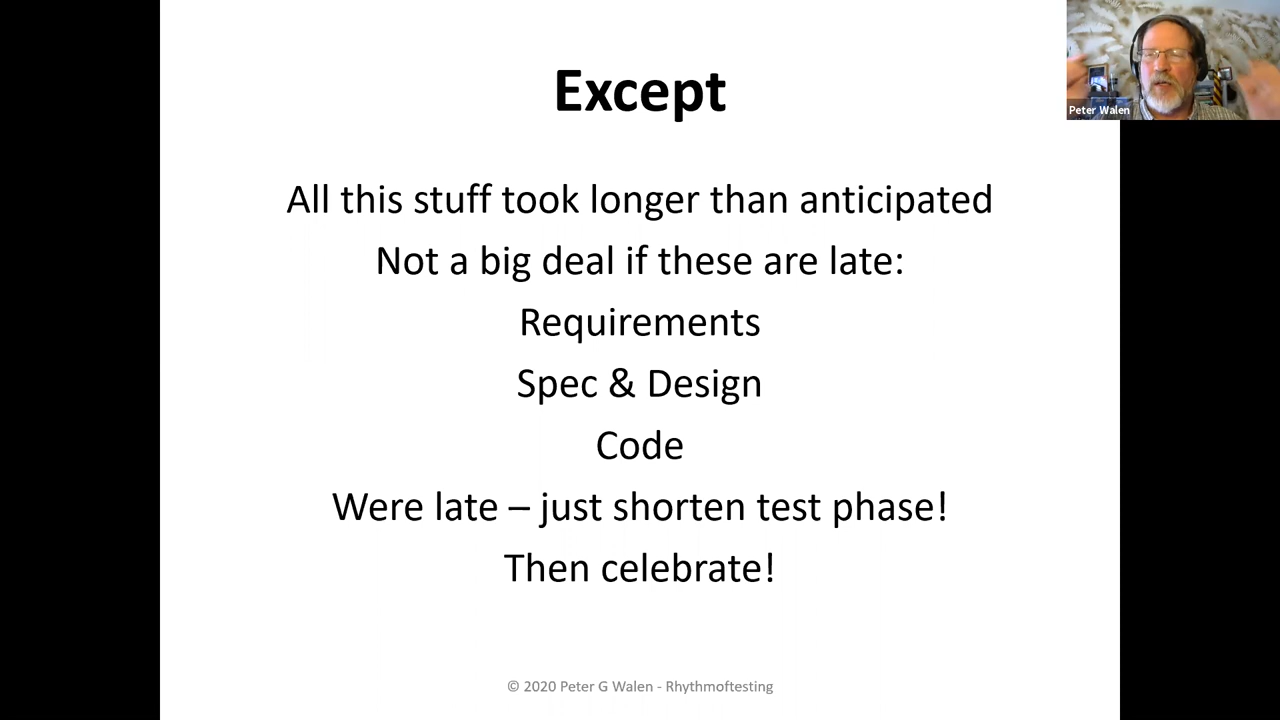 Except
Peter Walen
All this stuff took longer than anticipated
Not a big deal if these are late:
Requirements
Spec & Design
Code
Were late – just shorten test phase!
Then celebrate!
© 2020 Peter G Walen - Rhythmoftesting